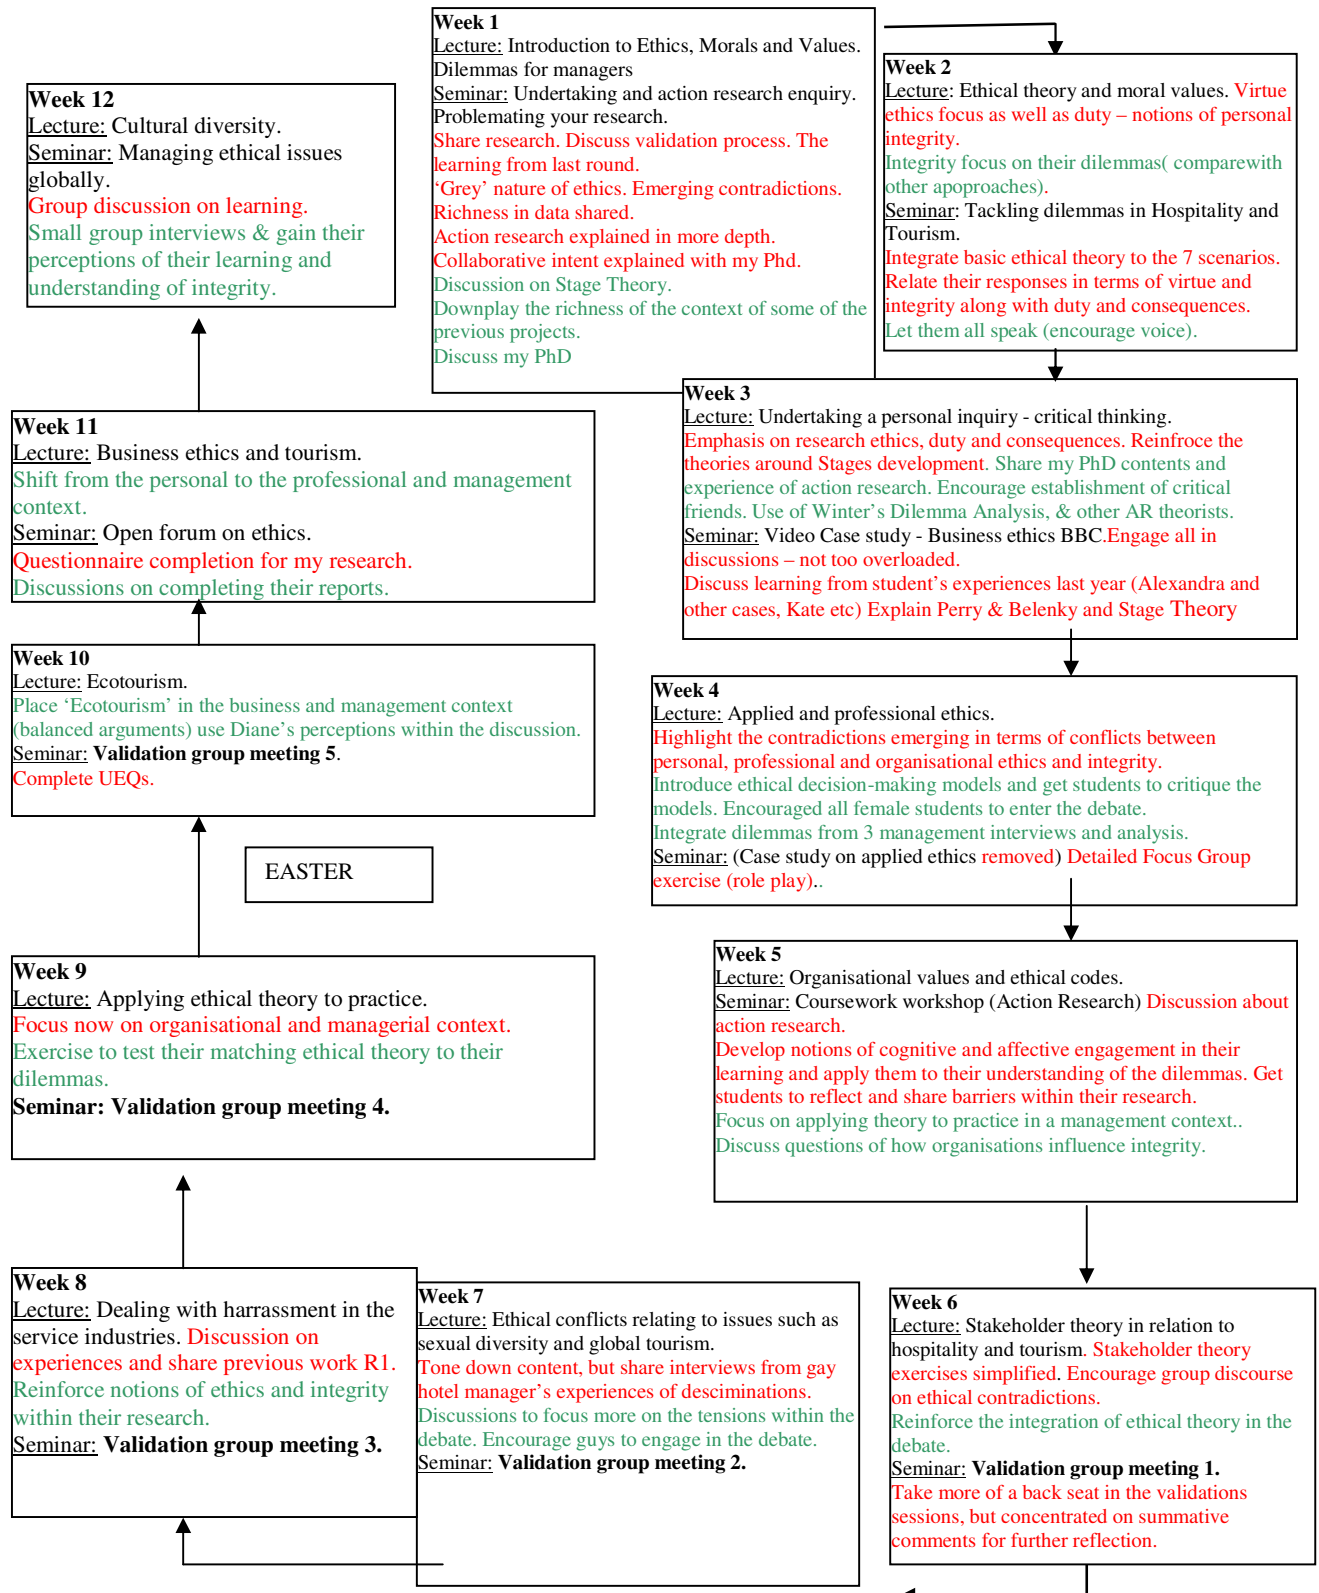 Week 1
Lecture: Introduction to Ethics, Morals and Values.
Dilemmas for managers
Seminar: Undertaking and action research enquiry.
Problemating your research.
Share research. Discuss validation process. The
learning from last round.
‘Grey’ nature of ethics. Emerging contradictions.
Richness in data shared.
Action research explained in more depth.
Collaborative intent explained with my Phd.
Discussion on Stage Theory.
Downplay the richness of the context of some of the
previous projects.
Discuss my PhD
Week 2
Lecture: Ethical theory and moral values. Virtue
ethics focus as well as duty – notions of personal
integrity.
Integrity focus on their dilemmas( comparewith
other apoproaches).
Seminar: Tackling dilemmas in Hospitality and
Tourism.
Integrate basic ethical theory to the 7 scenarios.
Relate their responses in terms of virtue and
integrity along with duty and consequences.
Let them all speak (encourage voice).
Week 3
Lecture: Undertaking a personal inquiry - critical thinking.
Emphasis on research ethics, duty and consequences. Reinfroce the
theories around Stages development. Share my PhD contents and
experience of action research. Encourage establishment of critical
friends. Use of Winter’s Dilemma Analysis, & other AR theorists.
Seminar: Video Case study - Business ethics BBC.Engage all in
discussions – not too overloaded.
Discuss learning from student’s experiences last year (Alexandra and
other cases, Kate etc) Explain Perry & Belenky and Stage Theory
Week 4
Lecture: Applied and professional ethics.
Highlight the contradictions emerging in terms of conflicts between
personal, professional and organisational ethics and integrity.
Introduce ethical decision-making models and get students to critique the
models. Encouraged all female students to enter the debate.
Integrate dilemmas from 3 management interviews and analysis.
Seminar: (Case study on applied ethics removed) Detailed Focus Group
exercise (role play)..
Week 5
Lecture: Organisational values and ethical codes.
Seminar: Coursework workshop (Action Research) Discussion about
action research.
Develop notions of cognitive and affective engagement in their
learning and apply them to their understanding of the dilemmas. Get
students to reflect and share barriers within their research.
Focus on applying theory to practice in a management context..
Discuss questions of how organisations influence integrity.
Week 6
Lecture: Stakeholder theory in relation to
hospitality and tourism. Stakeholder theory
exercises simplified. Encourage group discourse
on ethical contradictions.
Reinforce the integration of ethical theory in the
debate.
Seminar: Validation group meeting 1.
Take more of a back seat in the validations
sessions, but concentrated on summative
comments for further reflection.
Week 7
Lecture: Ethical conflicts relating to issues such as
sexual diversity and global tourism.
Tone down content, but share interviews from gay
hotel manager’s experiences of desciminations.
Discussions to focus more on the tensions within the
debate. Encourage guys to engage in the debate.
Seminar: Validation group meeting 2.
Week 8
Lecture: Dealing with harrassment in the
service industries. Discussion on
experiences and share previous work R1.
Reinforce notions of ethics and integrity
within their research.
Seminar: Validation group meeting 3.
Week 9
Lecture: Applying ethical theory to practice.
Focus now on organisational and managerial context.
Exercise to test their matching ethical theory to their
dilemmas.
Seminar: Validation group meeting 4.
EASTER
Week 10
Lecture: Ecotourism.
Place ‘Ecotourism’ in the business and management context
(balanced arguments) use Diane’s perceptions within the discussion.
Seminar: Validation group meeting 5.
Complete UEQs.
Week 11
Lecture: Business ethics and tourism.
Shift from the personal to the professional and management
context.
Seminar: Open forum on ethics.
Questionnaire completion for my research.
Discussions on completing their reports.
Week 12
Lecture: Cultural diversity.
Seminar: Managing ethical issues
globally.
Group discussion on learning.
Small group interviews & gain their
perceptions of their learning and
understanding of integrity.